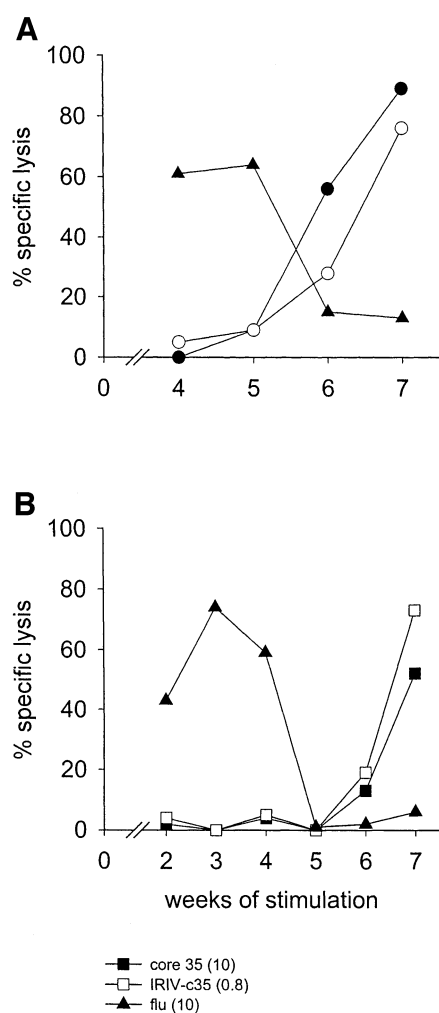 A
100
80
60
40
20
0
% specific lysis
0 4 5 6 7
B
100
80
60
40
20
0
% specific lysis
0 2 3 4 5 6 7
weeks of stimulation
core 35 (10)
IRIV-c35 (0.8)
flu (10)